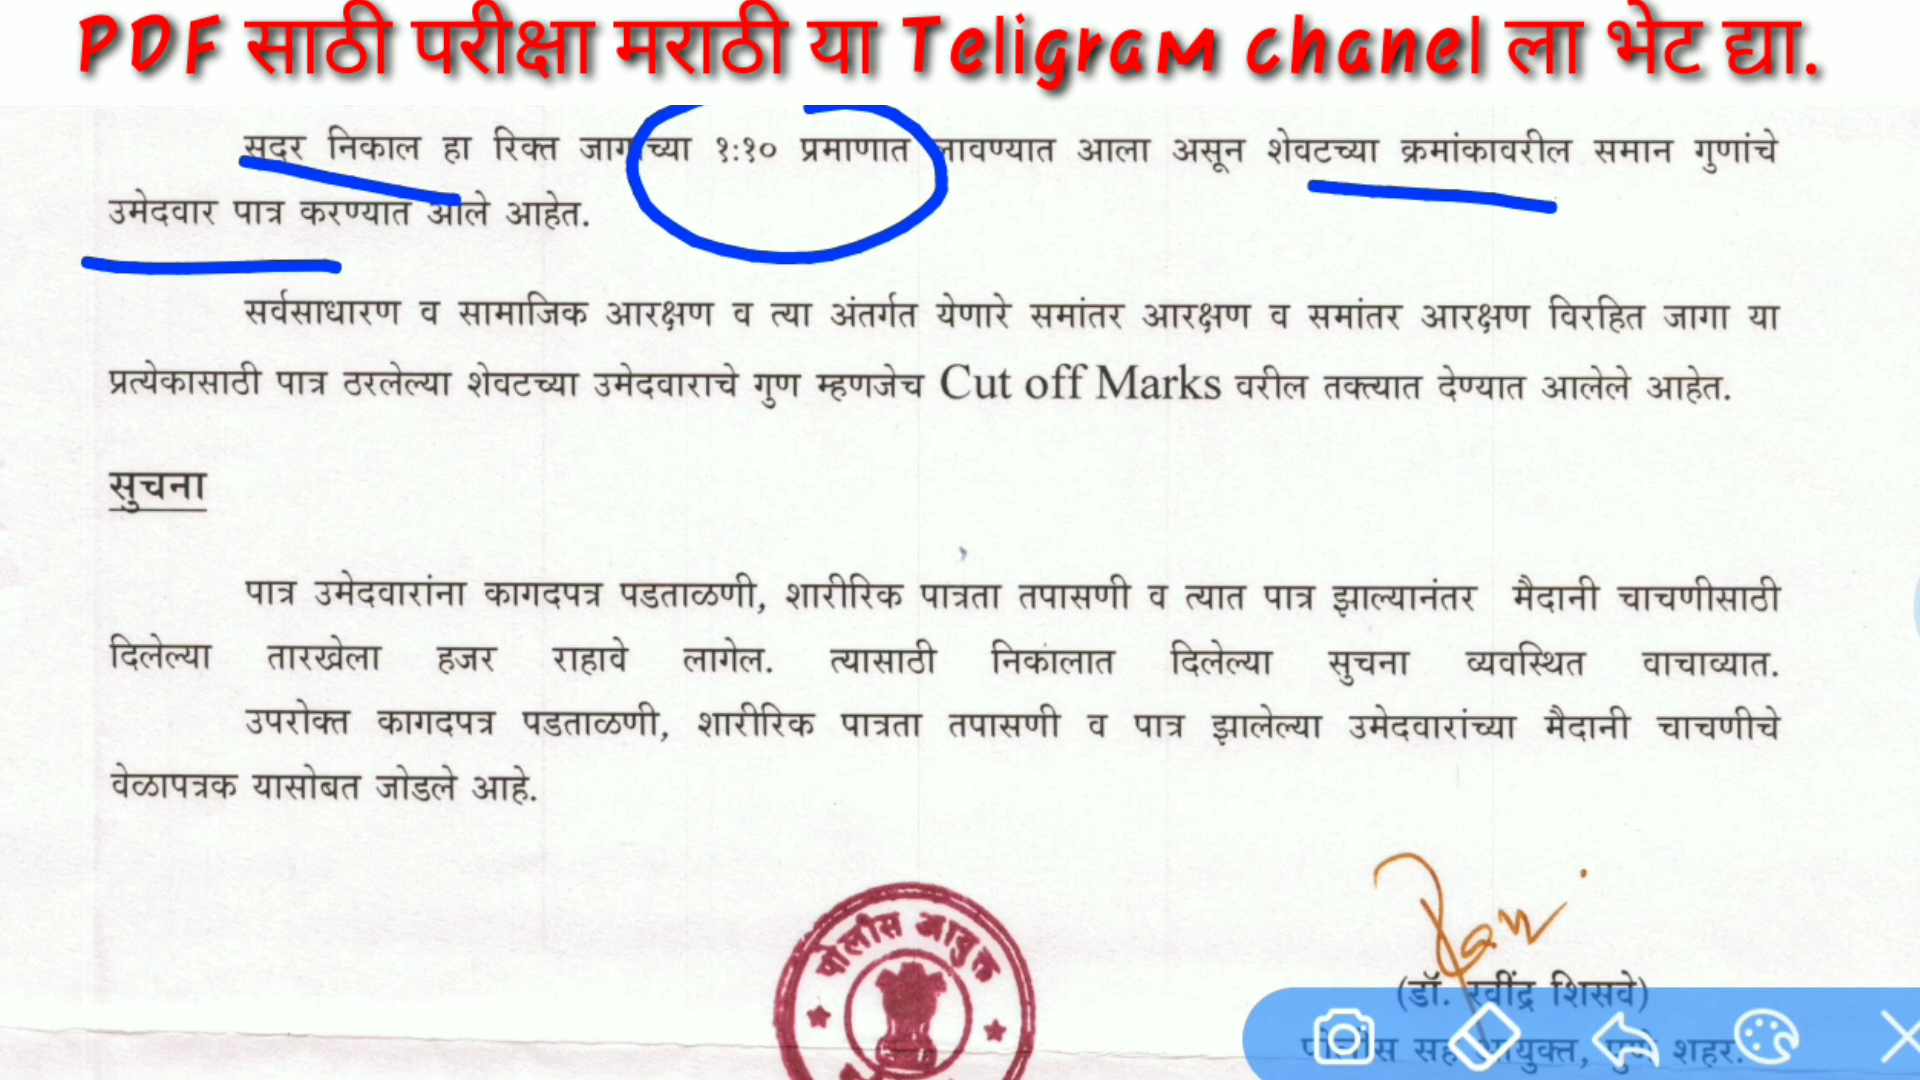 PDF साठी परीक्षा मराठी या Teligram chanel ला भेट द्या.
सदर निकाल हा रिक्त जागांच्या १:१० प्रमाणात लावण्यात आला असून शेवटच्या क्रमांकावरील समान गुणांचे
उमेदवार पात्र करण्यात आले आहेत.
सर्वसाधारण व सामाजिक आरक्षण व त्या अंतर्गत येणारे समांतर आरक्षण व समांतर आरक्षण विरहित जागा या
प्रत्येकासाठी पात्र ठरलेल्या शेवटच्या उमेदवाराचे गुण म्हणजेच Cut off Marks वरील तक्त्यात देण्यात आलेले आहेत.
सुचना
पात्र उमेदवारांना कागदपत्र पडताळणी, शारीरिक पात्रता तपासणी व त्यात पात्र झाल्यानंतर मैदानी चाचणीसाठी
दिलेल्या तारखेला हजर राहावे लागेल. त्यासाठी निकालात दिलेल्या सुचना व्यवस्थित वाचाव्यात.
उपरोक्त कागदपत्र पडताळणी, शारीरिक पात्रता तपासणी व पात्र झालेल्या उमेदवारांच्या मैदानी चाचणीचे
वेळापत्रक यासोबत जोडले आहे.
पोलीस आयुक्त
(डॉ. रवींद्र शिसवे)
पोलीस सह आयुक्त, पुणे शहर.